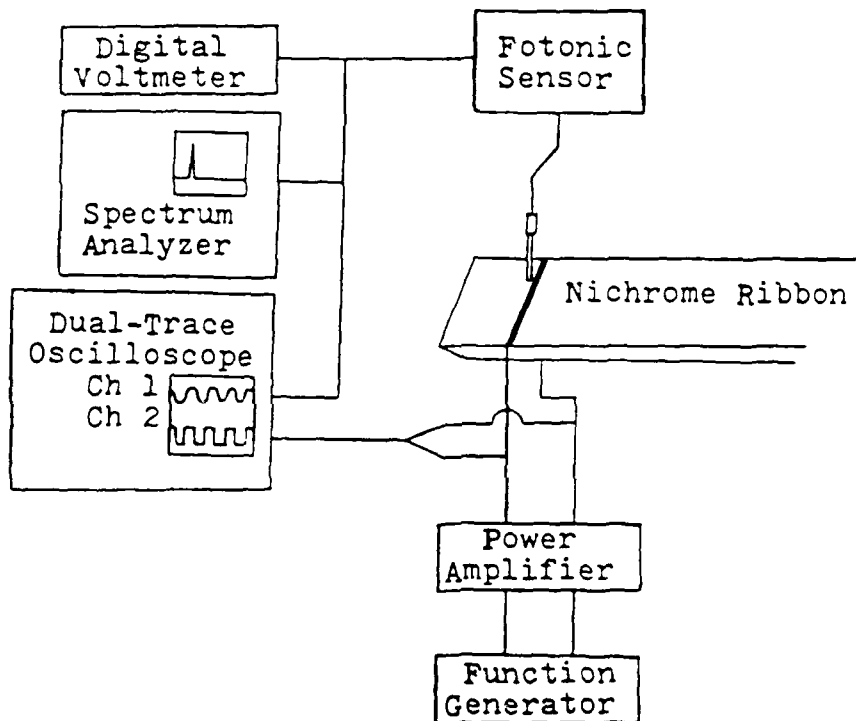 Digital
Voltmeter
Fotonic
Sensor
Spectrum
Analyzer
Nichrome Ribbon
Dual-Trace
Oscilloscope
Ch 1
Ch 2
Power
Amplifier
Function
Generator